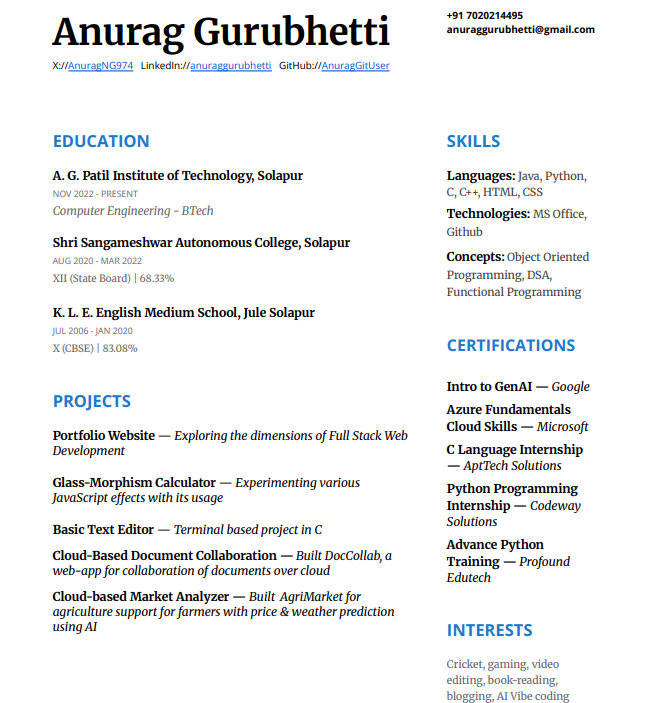 Anurag Gurubhetti
X://AnuragNG974 LinkedIn://anuraggurubhetti GitHub://AnuragGitUser
+91 7020214495
anuraggurubhetti@gmail.com
EDUCATION
A. G. Patil Institute of Technology, Solapur
NOV 2022 - PRESENT
Computer Engineering - BTech
Shri Sangameshwar Autonomous College, Solapur
AUG 2020 - MAR 2022
XII (State Board) | 68.33%
K. L. E. English Medium School, Jule Solapur
JUL 2006 - JAN 2020
X (CBSE) | 83.08%
PROJECTS
Portfolio Website — Exploring the dimensions of Full Stack Web
Development
Glass-Morphism Calculator — Experimenting various
JavaScript effects with its usage
Basic Text Editor — Terminal based project in C
Cloud-Based Document Collaboration — Built DocCollab, a
web-app for collaboration of documents over cloud
Cloud-based Market Analyzer — Built AgriMarket for
agriculture support for farmers with price & weather prediction
using AI
SKILLS
Languages: Java, Python,
C, C++, HTML, CSS
Technologies: MS Office,
Github
Concepts: Object Oriented
Programming, DSA,
Functional Programming
CERTIFICATIONS
Intro to GenAI — Google
Azure Fundamentals
Cloud Skills — Microsoft
C Language Internship
— AptTech Solutions
Python Programming
Internship — Codeway
Solutions
Advance Python
Training — Profound
Edutech
INTERESTS
Cricket, gaming, video
editing, book-reading,
blogging, AI Vibe coding